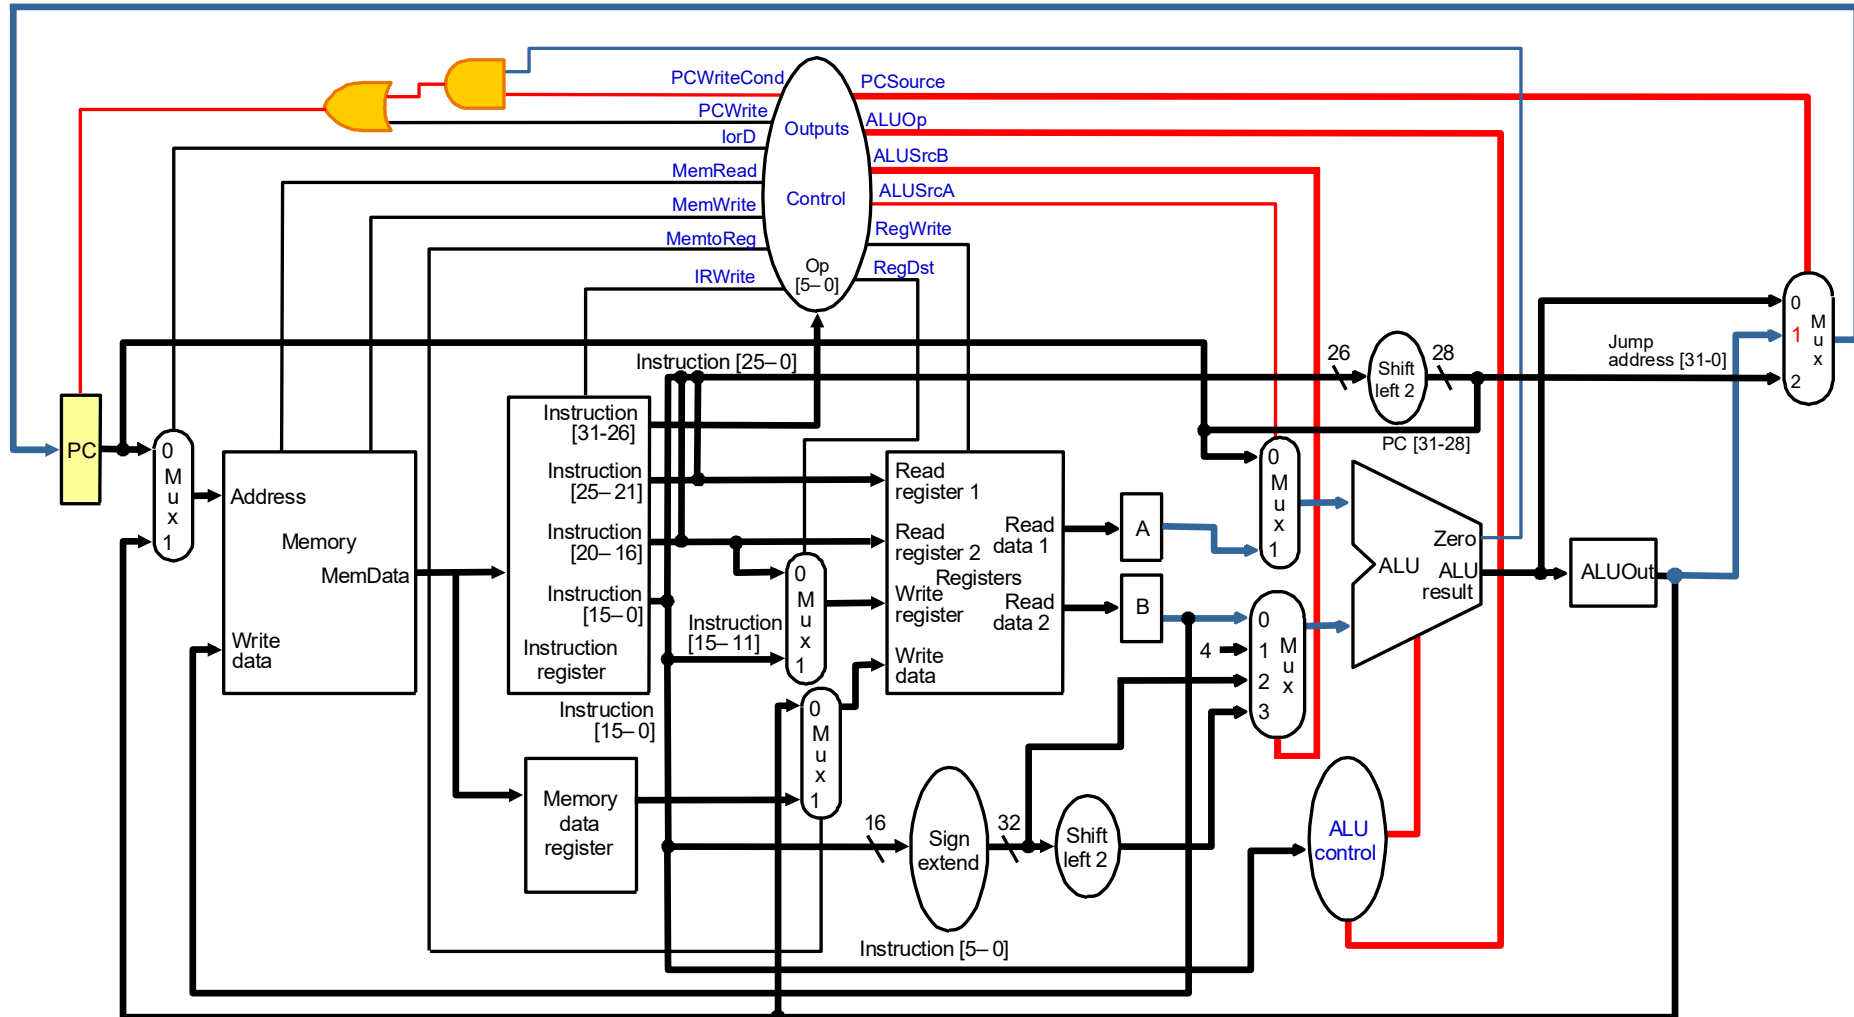 PCWriteCond
PCSource
PCWrite
ALUOp
Outputs
IorD
ALUSrcB
MemRead
ALUSrcA
Control
MemWrite
RegWrite
MemtoReg
Op
[5–0]
RegDst
IRWrite
0
1
2
M
u
x
Jump
address [31-0]
Instruction [25–0]
26
Shift
left 2
28
PC [31-28]
PC
0
M
u
x
1
Address
Memory
MemData
Write
data
Instruction
[31-26]
Instruction
[25–21]
Instruction
[20–16]
Instruction
[15–0]
Instruction
register
Instruction
[15–11]
0
M
u
x
1
Read
register 1
Read
register 2
Registers
Write
register
Write
data
Read
data 1
Read
data 2
A
B
0
M
u
x
1
4
0
1
2
3
M
u
x
Zero
ALU
ALU
result
ALUOut
Instruction
[15–0]
0
M
u
x
1
Memory
data
register
16
Sign
extend
32
Shift
left 2
ALU
control
Instruction [5–0]